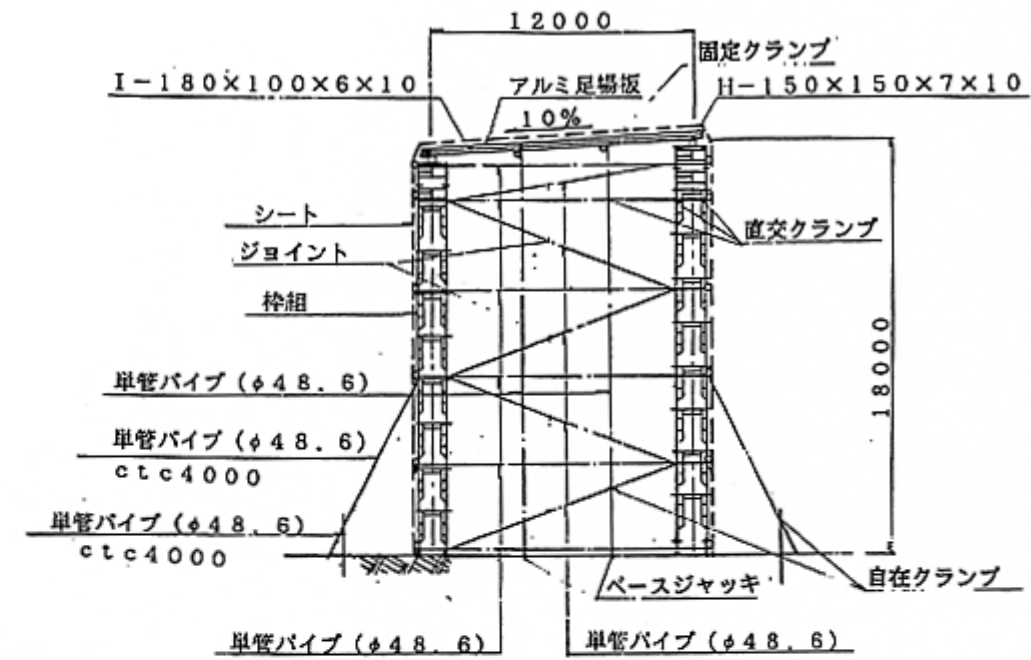 12000
固定クランプ
I-180×100×6×10
アルミ足場板
H-150×150×7×10
10%
シート
直交クランプ
ジョイント
枠組
18000
単管パイプ(φ48.6)
単管パイプ(φ48.6)
ctc4000
単管パイプ(φ48.6)
ctc4000
ベースジャッキ
自在クランプ
単管パイプ(φ48.6)
単管パイプ(φ48.6)